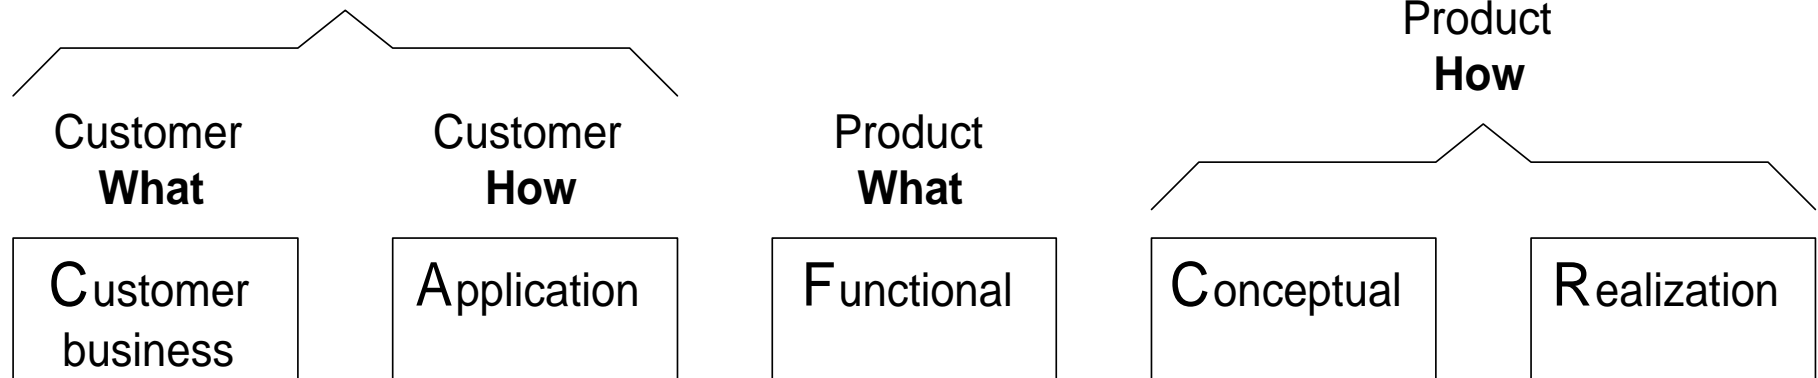 Product
How
Customer
What
Customer
How
Product
What
Customer
business
Application
Functional
Conceptual
Realization